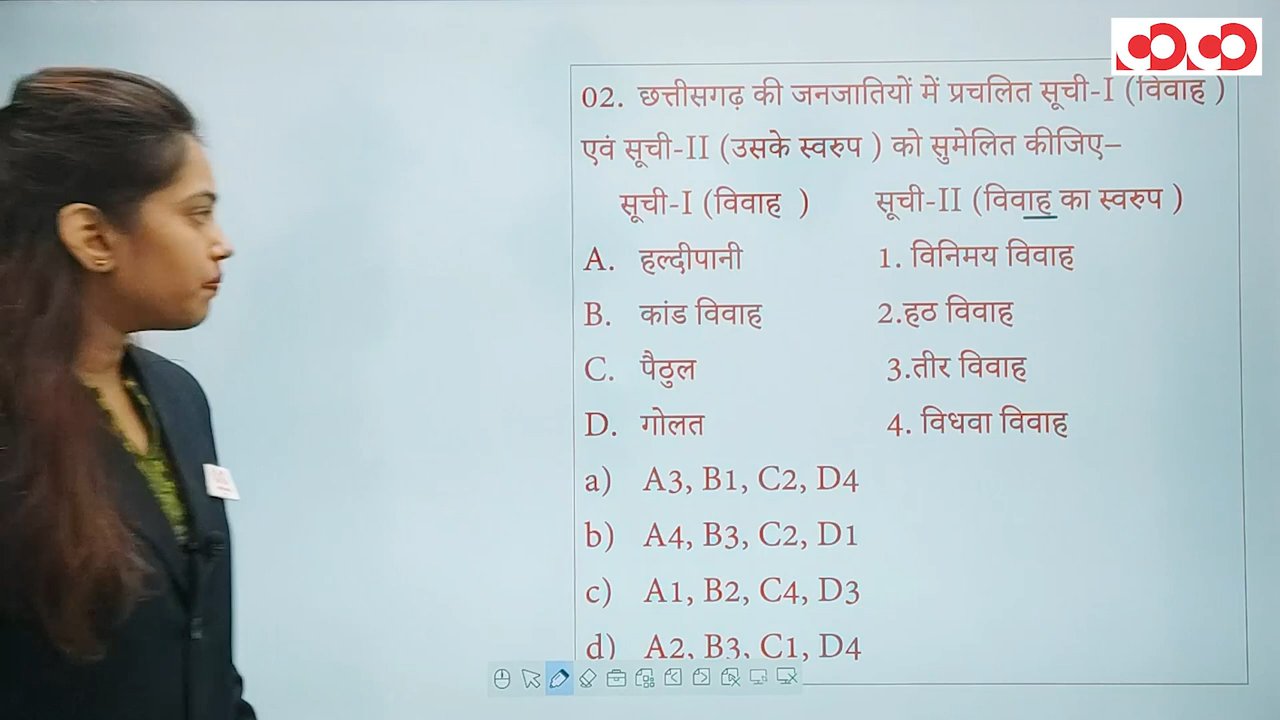 02. छत्तीसगढ़ की जनजातियों में प्रचलित सूची-I (विवाह )
एवं सूची-II (उसके स्वरुप ) को सुमेलित कीजिए–
सूची-I (विवाह ) सूची-II (विवाह का स्वरुप )
A. हल्दीपानी 1. विनिमय विवाह
B. कांड विवाह 2.हठ विवाह
C. पैठुल 3.तीर विवाह
D. गोलत 4. विधवा विवाह
a) A3, B1, C2, D4
b) A4, B3, C2, D1
c) A1, B2, C4, D3
d) A2, B3, C1, D4